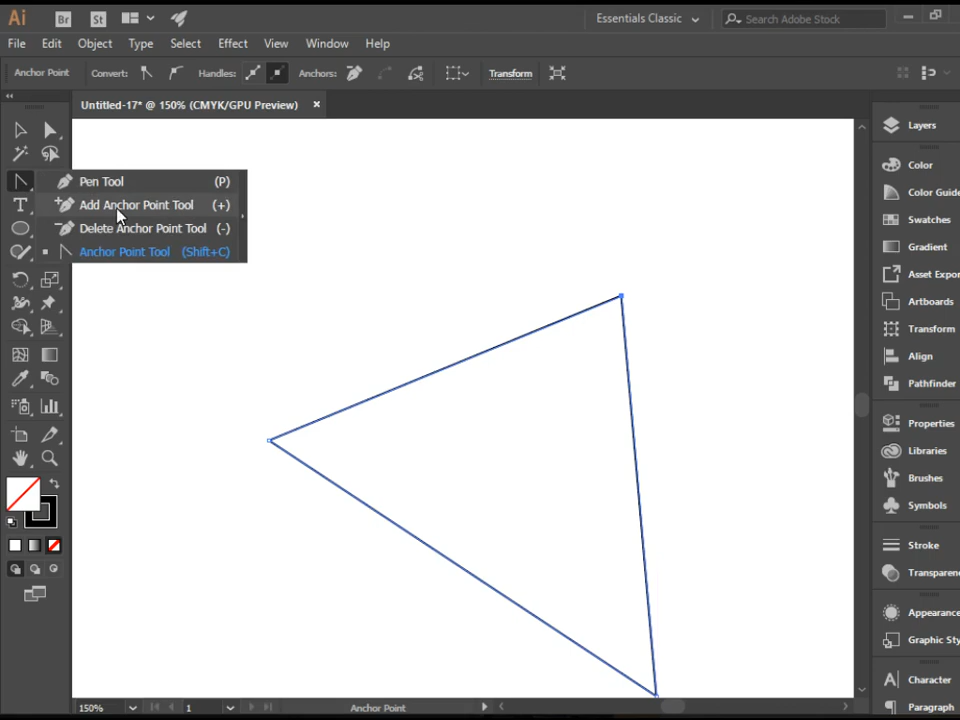 Ai Br St Essentials Classic Search Adobe Stock
File Edit Object Type Select Effect View Window Help
Anchor Point Convert: Handles: Anchors: Transform
Untitled-17* @ 150% (CMYK/GPU Preview) ×
Layers
Color
Color Guide
Swatches
Gradient
Asset Expor
Artboards
Transform
Align
Pathfinder
Properties
Libraries
Brushes
Symbols
Stroke
Transparen
Appearance
Graphic Sty
Character
Paragraph
Pen Tool (P)
Add Anchor Point Tool (+)
Delete Anchor Point Tool (-)
Anchor Point Tool (Shift+C)
150% 1 Anchor Point